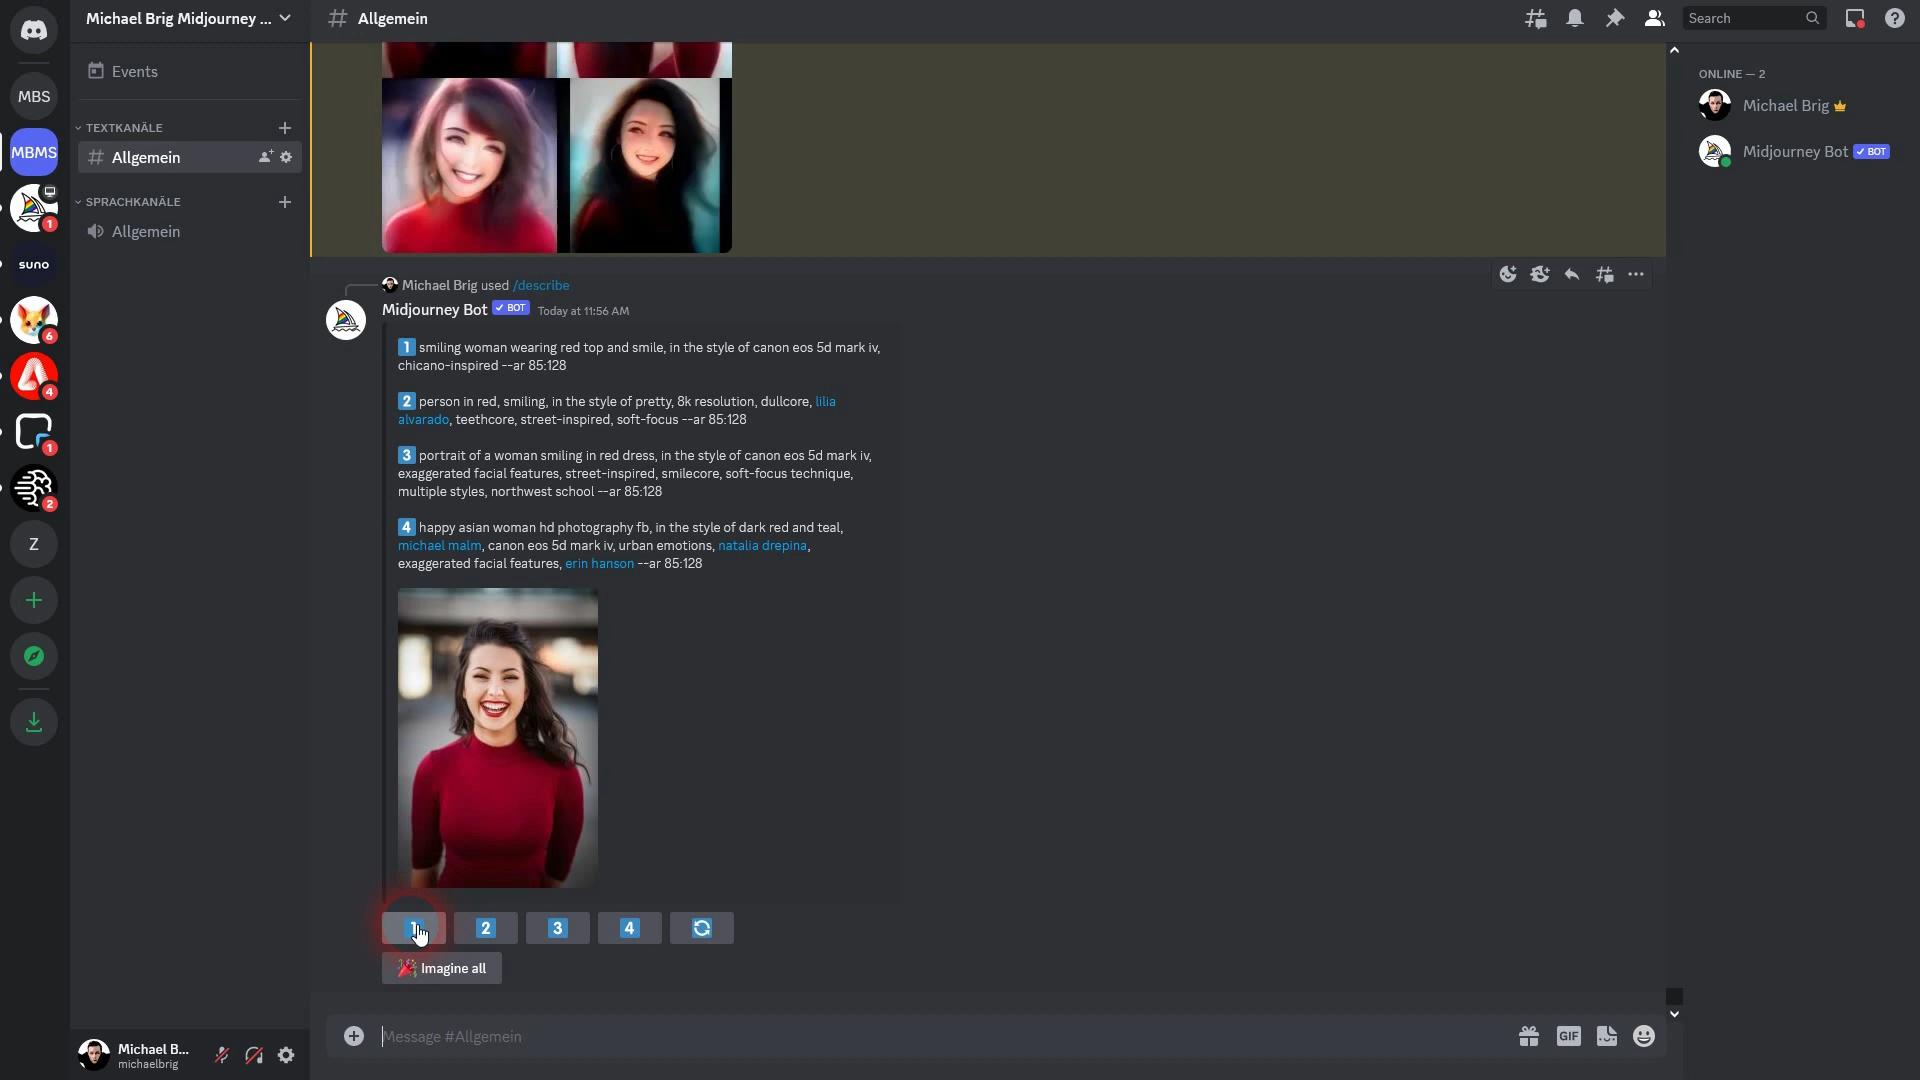 Michael Brig Midjourney ...
Allgemein
Search
MBS
MBMS
1
suno
6
4
1
2
Z
Events
TEXTKANÄLE
Allgemein
SPRACHKANÄLE
Allgemein
Michael Brig used /describe
Midjourney Bot BOT Today at 11:56 AM
1 smiling woman wearing red top and smile, in the style of canon eos 5d mark iv,
chicano-inspired --ar 85:128
2 person in red, smiling, in the style of pretty, 8k resolution, dullcore, lilia
alvarado, teethcore, street-inspired, soft-focus --ar 85:128
3 portrait of a woman smiling in red dress, in the style of canon eos 5d mark iv,
exaggerated facial features, street-inspired, smilecore, soft-focus technique,
multiple styles, northwest school --ar 85:128
4 happy asian woman hd photography fb, in the style of dark red and teal,
michael malm, canon eos 5d mark iv, urban emotions, natalia drepina,
exaggerated facial features, erin hanson --ar 85:128
1 2 3 4
Imagine all
Message #Allgemein
GIF
Michael B...
michaelbrig
ONLINE — 2
Michael Brig
Midjourney Bot BOT